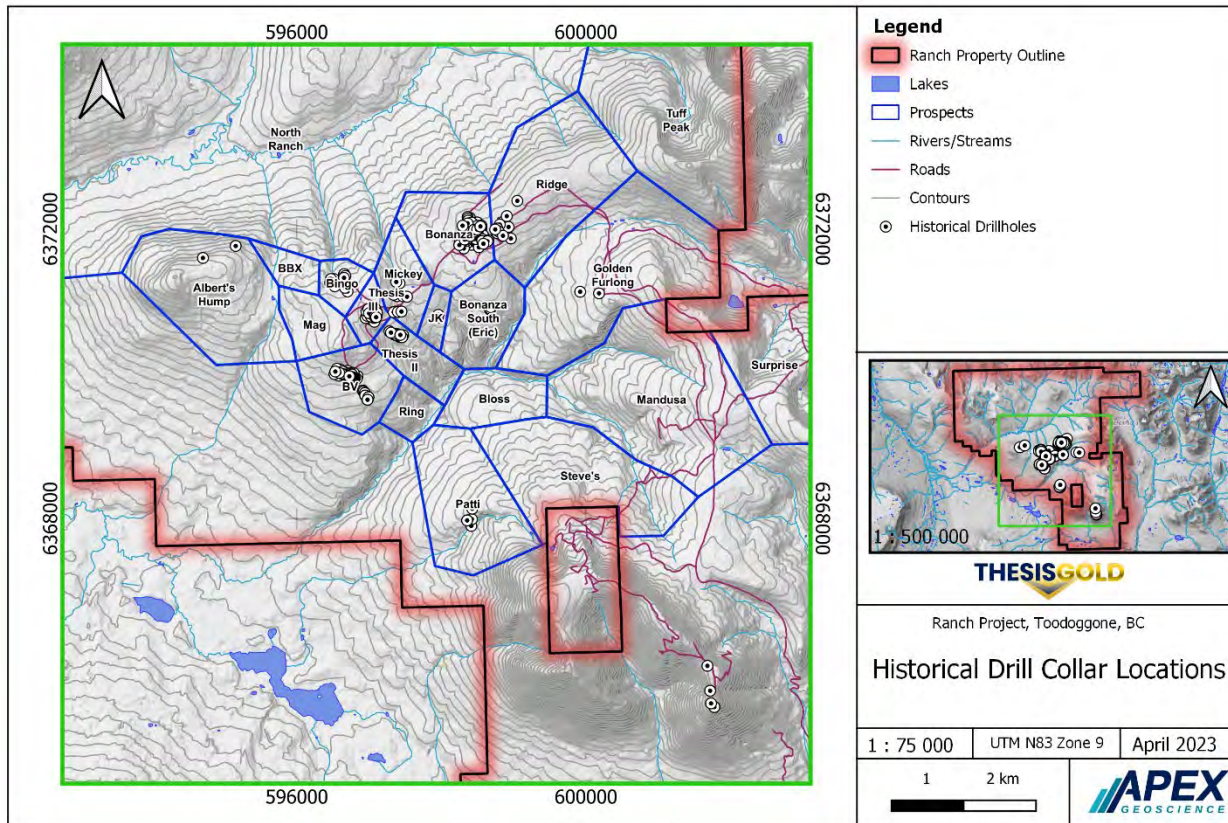 596000
600000
Tuff
Peak
North
Ranch
Ridge
6372000
6372000
Bonanza
BBX
Mickey
Golden
Furlong
Albert's
Hump
Bingo
Thesis
III
Bonanza
South
(Eric)
Mag
JK
Thesis
II
Surprise
BV
Ring
Bloss
Mandusa
Steve's
Patti
6368000
6368000
596000
600000
Legend
Ranch Property Outline
Lakes
Prospects
Rivers/Streams
Roads
Contours
Historical Drillholes
1 : 500 000
THESISGOLD
Ranch Project, Toodoggone, BC
Historical Drill Collar Locations
1 : 75 000
UTM N83 Zone 9
April 2023
1 2 km
APEX
GEOSCIENCE